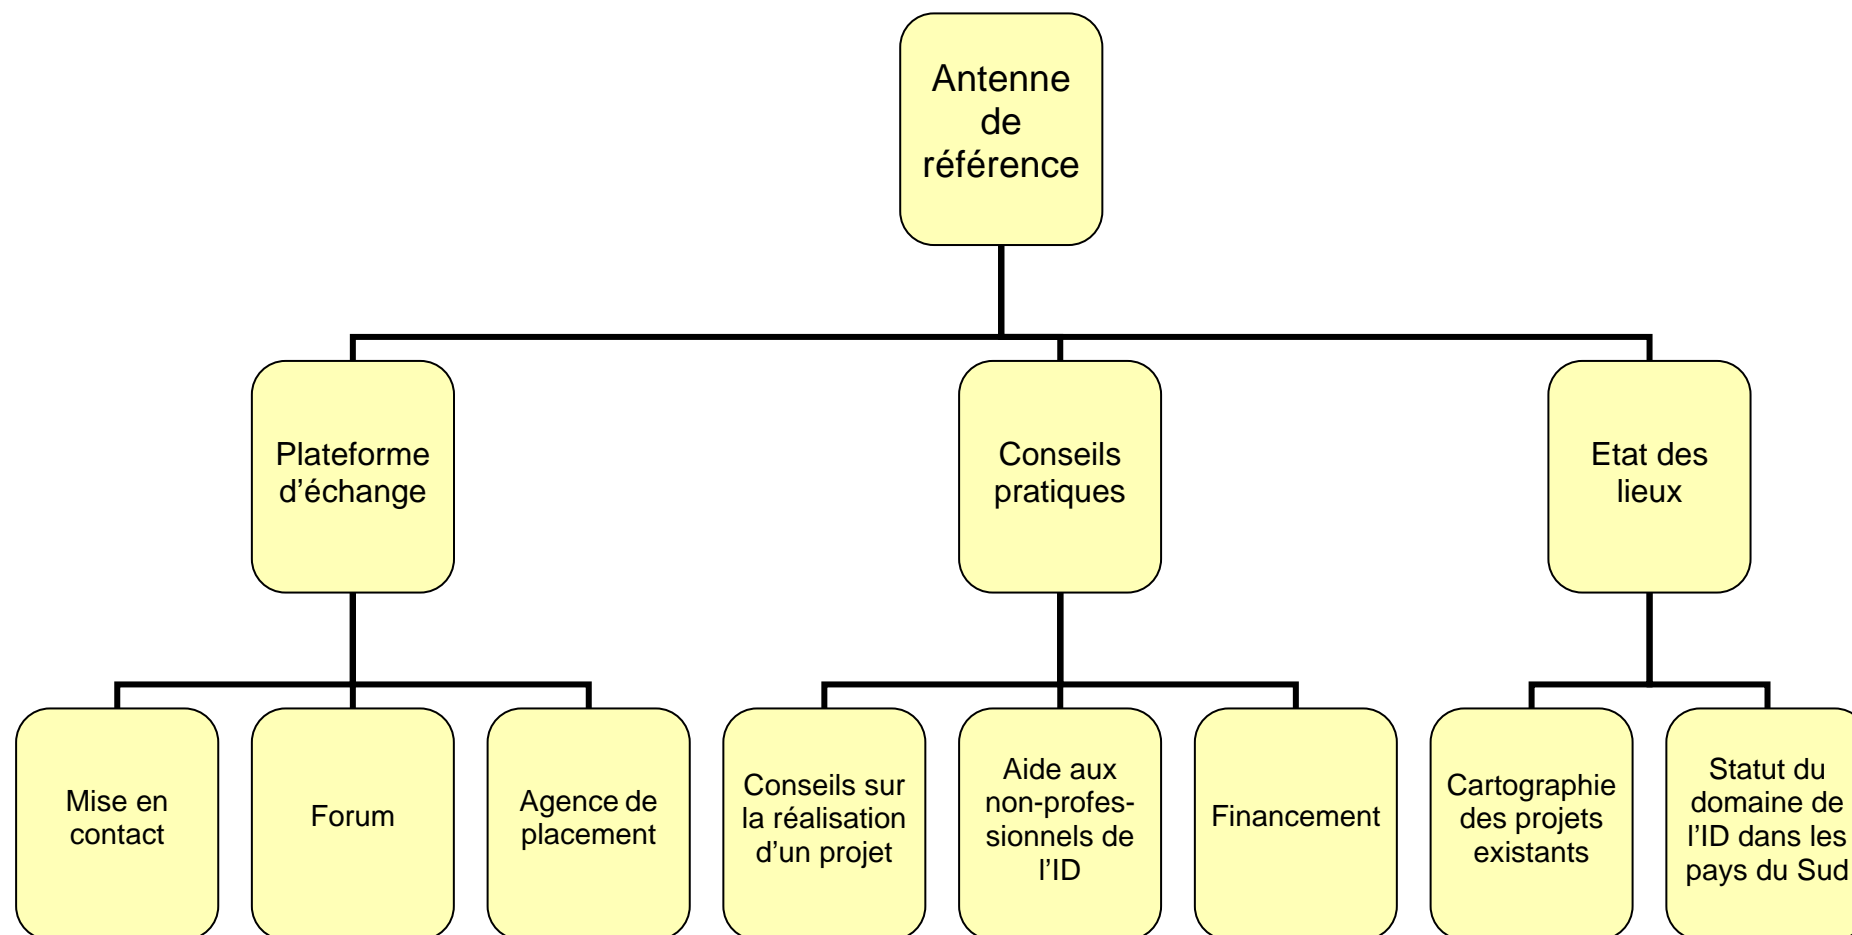 Antenne
de
référence
Plateforme
d’échange
Conseils
pratiques
Etat des
lieux
Mise en
contact
Forum
Agence de
placement
Conseils sur
la réalisation
d’un projet
Aide aux
non-profes-
sionnels de
l’ID
Financement
Cartographie
des projets
existants
Statut du
domaine de
l’ID dans les
pays du Sud